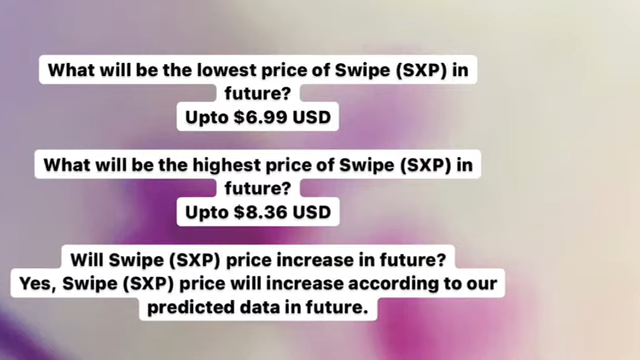 What will be the lowest price of Swipe (SXP) in
future?
Upto $6.99 USD
What will be the highest price of Swipe (SXP) in
future?
Upto $8.36 USD
Will Swipe (SXP) price increase in future?
Yes, Swipe (SXP) price will increase according to our
predicted data in future.